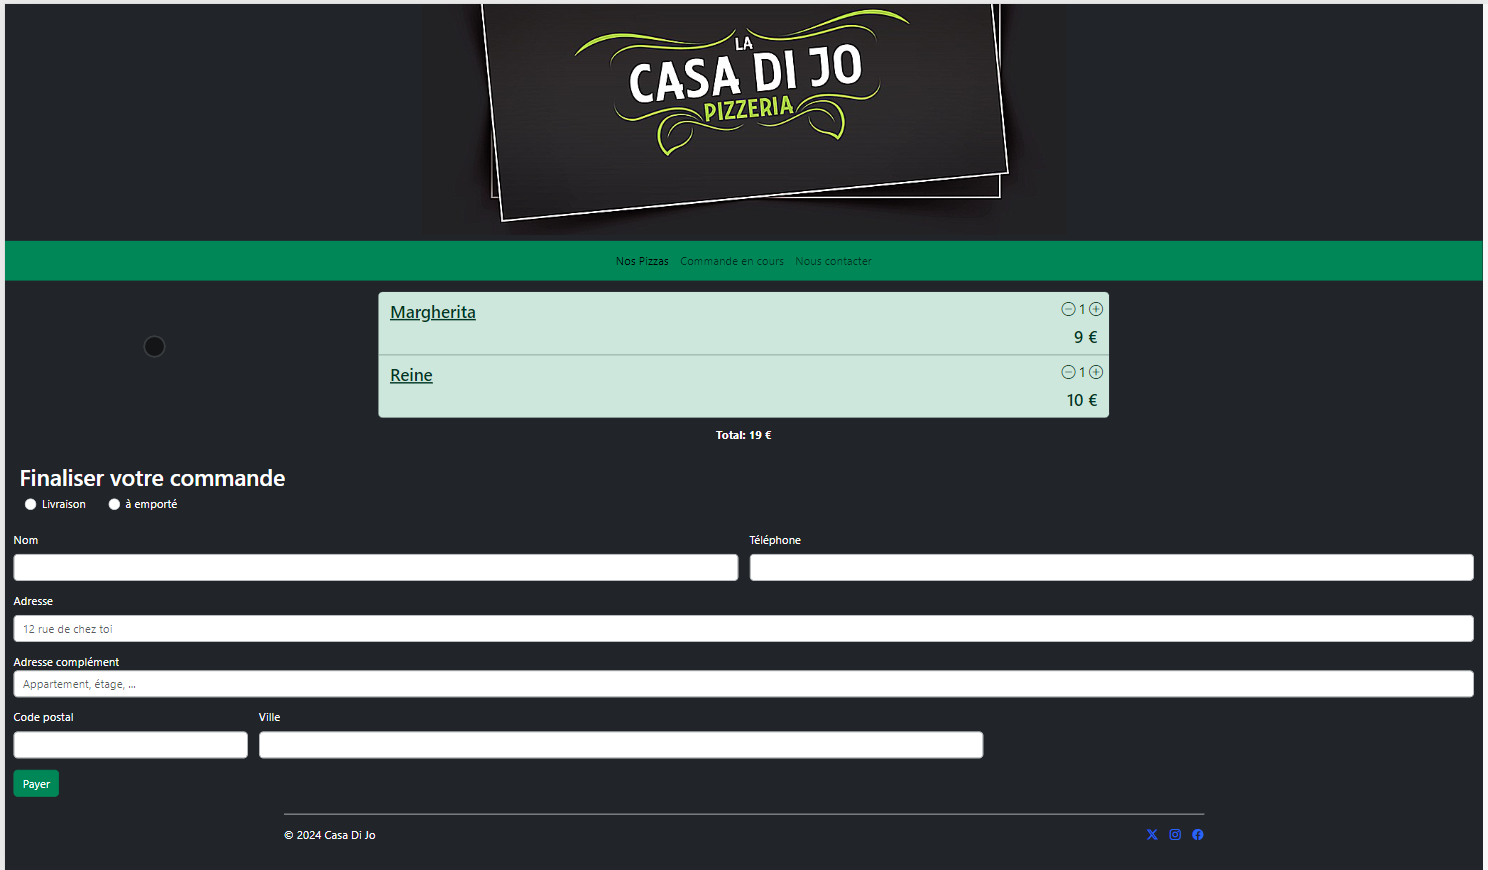 LA
CASA DI JO
PIZZERIA
Nos Pizzas Commande en cours Nous contacter
Margherita 1
9 €
Reine 1
10 €
Total: 19 €
Finaliser votre commande
Livraison à emporté
Nom Téléphone
Adresse
12 rue de chez toi
Adresse complément
Appartement, étage, ...
Code postal Ville
Payer
© 2024 Casa Di Jo